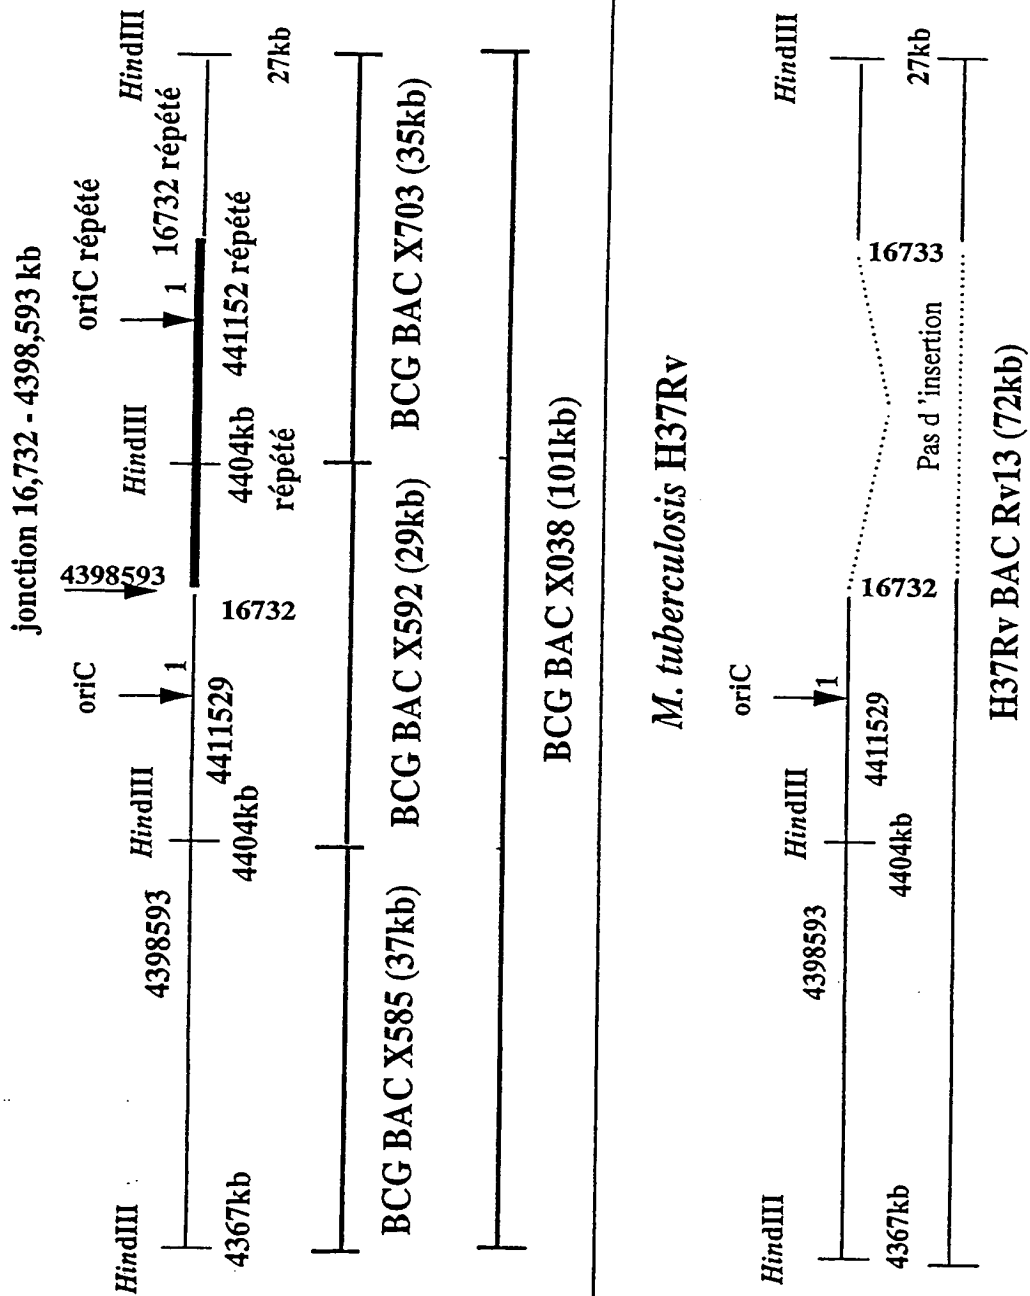 jonction 16,732 - 4398,593 kb
oriC
4398593
oriC répété
HindIII
4398593
HindIII
1
HindIII
1
16732 répété
HindIII
4367kb
4404kb
4411529
16732
4404kb
répété
441152 répété
27kb
BCG BAC X585 (37kb)
BCG BAC X592 (29kb)
BCG BAC X703 (35kb)
BCG BAC X038 (101kb)
M. tuberculosis H37Rv
oriC
HindIII
4398593
HindIII
1
HindIII
4367kb
4404kb
4411529
16732
16733
27kb
Pas d'insertion
H37Rv BAC Rv13 (72kb)